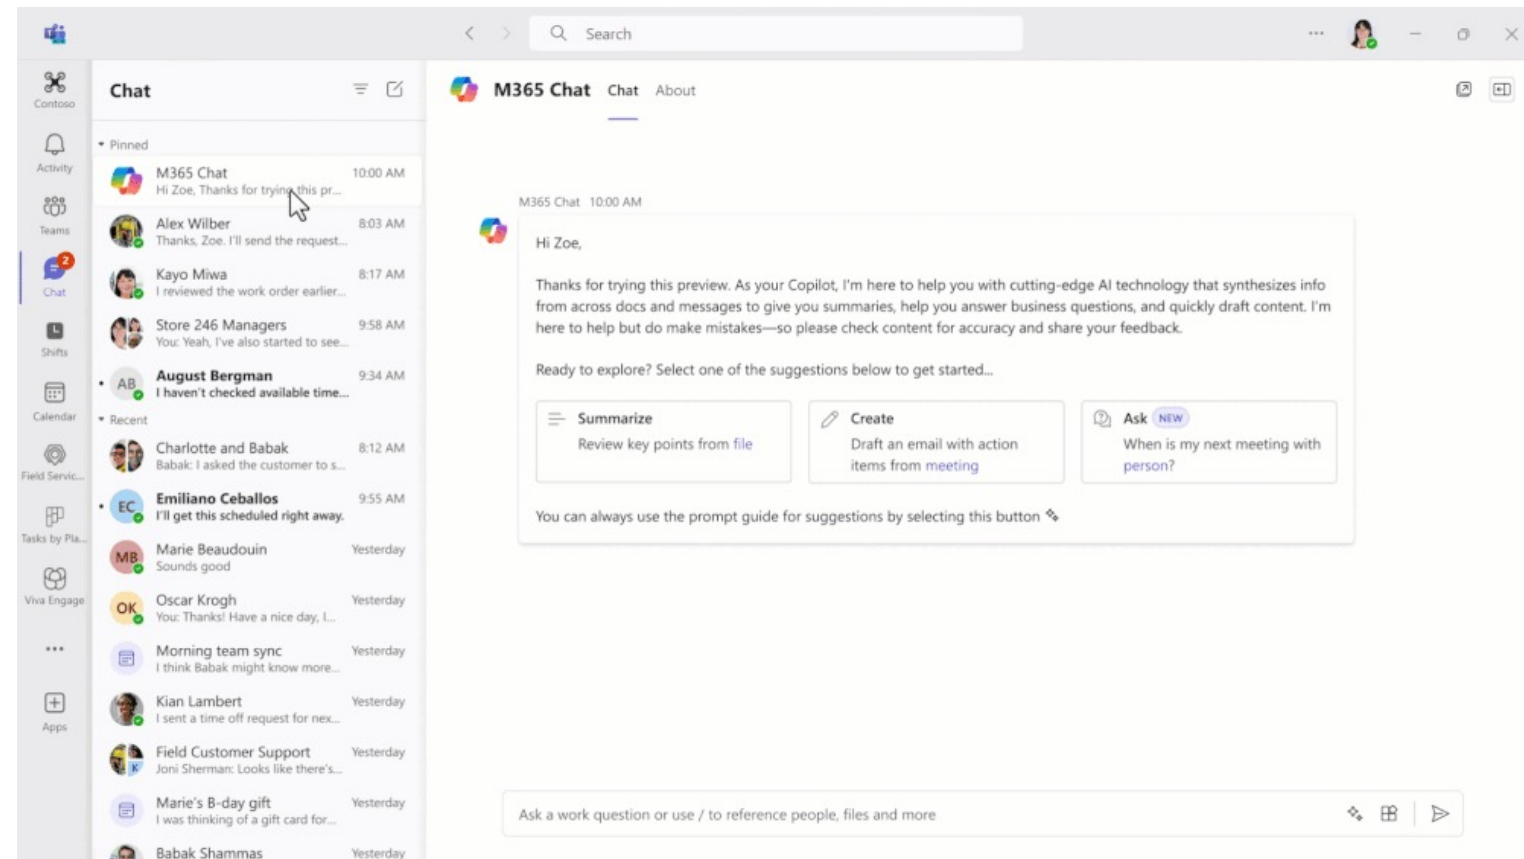 Search
Contoso
Activity
Teams
2
Chat
Shifts
Calendar
Field Servic...
Tasks by Pla...
Viva Engage
Apps
Chat
Pinned
M365 Chat 10:00 AM
Hi Zoe, Thanks for trying this pr...
Alex Wilber 8:03 AM
Thanks, Zoe. I'll send the request...
Kayo Miwa 8:17 AM
I reviewed the work order earlier...
Store 246 Managers 9:58 AM
You: Yeah, I've also started to see...
AB
August Bergman 9:34 AM
I haven't checked available time...
Recent
Charlotte and Babak 8:12 AM
Babak: I asked the customer to s...
EC
Emiliano Ceballos 9:55 AM
I'll get this scheduled right away.
MB
Marie Beaudouin Yesterday
Sounds good
OK
Oscar Krogh Yesterday
You: Thanks! Have a nice day, I...
Morning team sync Yesterday
I think Babak might know more...
Kian Lambert Yesterday
I sent a time off request for nex...
Field Customer Support Yesterday
K
Joni Sherman: Looks like there's...
Marie's B-day gift Yesterday
I was thinking of a gift card for...
Babak Shammas Yesterday
M365 Chat Chat About
M365 Chat 10:00 AM
Hi Zoe,
Thanks for trying this preview. As your Copilot, I'm here to help you with cutting-edge AI technology that synthesizes info
from across docs and messages to give you summaries, help you answer business questions, and quickly draft content. I'm
here to help but do make mistakes—so please check content for accuracy and share your feedback.
Ready to explore? Select one of the suggestions below to get started...
Summarize
Review key points from file
Create
Draft an email with action
items from meeting
Ask NEW
When is my next meeting with
person?
You can always use the prompt guide for suggestions by selecting this button
Ask a work question or use / to reference people, files and more